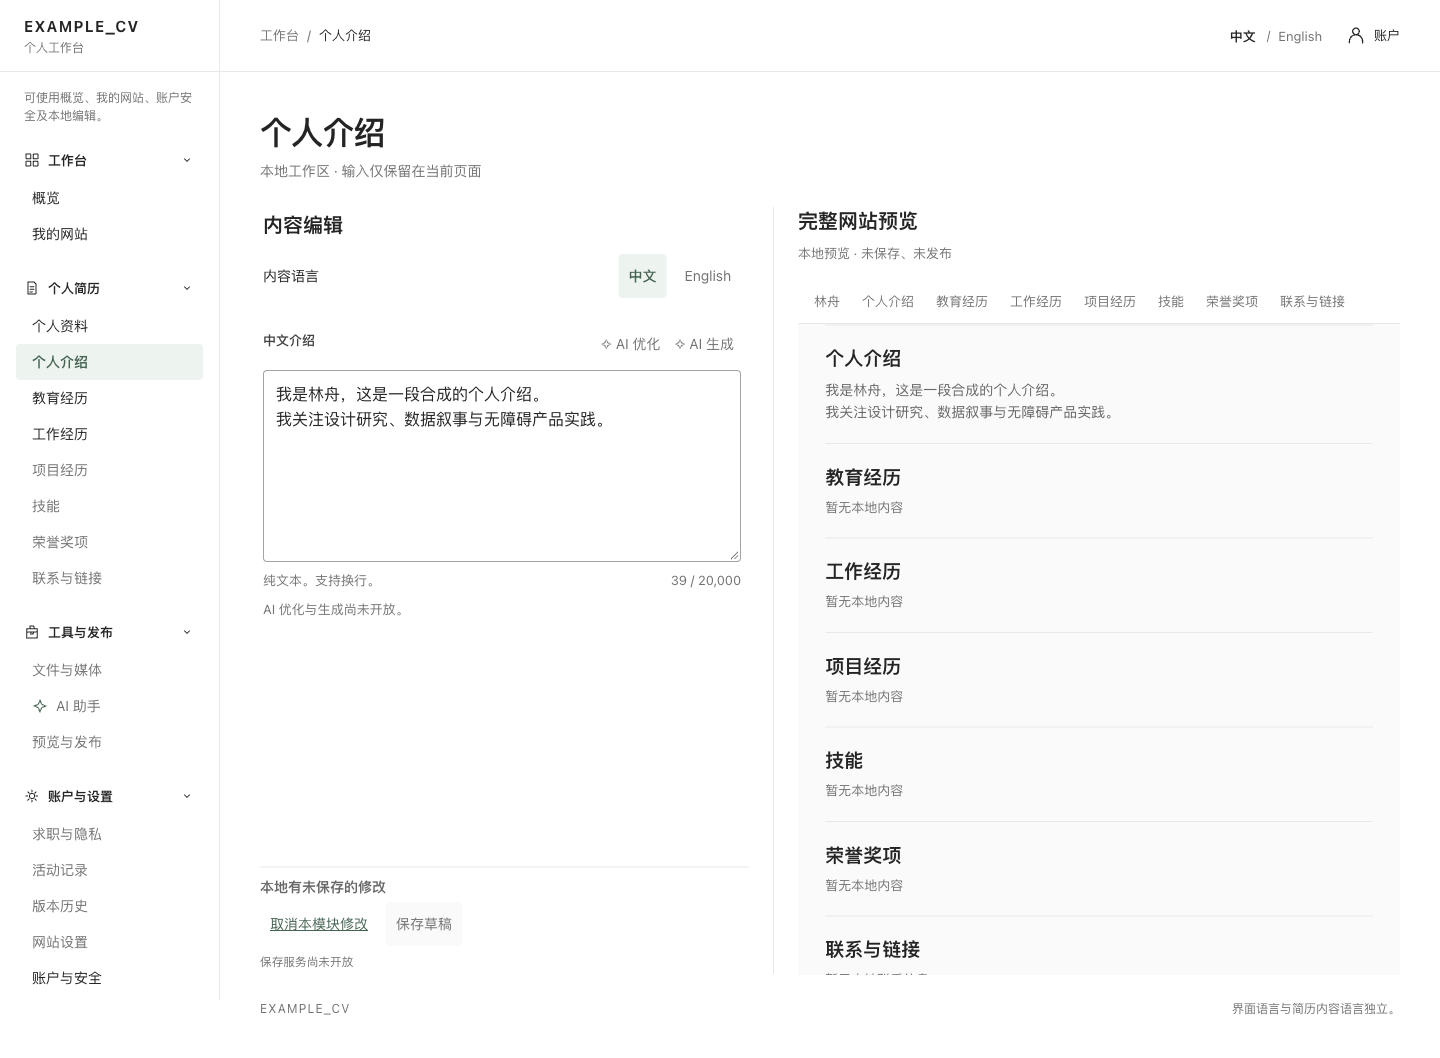 EXAMPLE_CV
个人工作台
可使用概览、我的网站、账户安
全及本地编辑。
工作台
概览
我的网站
个人简历
个人资料
个人介绍
教育经历
工作经历
项目经历
技能
荣誉奖项
联系与链接
工具与发布
文件与媒体
AI 助手
预览与发布
账户与设置
求职与隐私
活动记录
版本历史
网站设置
账户与安全
工作台 / 个人介绍
中文 / English 账户
个人介绍
本地工作区 · 输入仅保留在当前页面
内容编辑
内容语言 中文 English
中文介绍 AI 优化 AI 生成
我是林舟，这是一段合成的个人介绍。
我关注设计研究、数据叙事与无障碍产品实践。
纯文本。支持换行。 39 / 20,000
AI 优化与生成尚未开放。
本地有未保存的修改
取消本模块修改 保存草稿
保存服务尚未开放
完整网站预览
本地预览 · 未保存、未发布
林舟 个人介绍 教育经历 工作经历 项目经历 技能 荣誉奖项 联系与链接
个人介绍
我是林舟，这是一段合成的个人介绍。
我关注设计研究、数据叙事与无障碍产品实践。
教育经历
暂无本地内容
工作经历
暂无本地内容
项目经历
暂无本地内容
技能
暂无本地内容
荣誉奖项
暂无本地内容
联系与链接
EXAMPLE_CV 界面语言与简历内容语言独立。